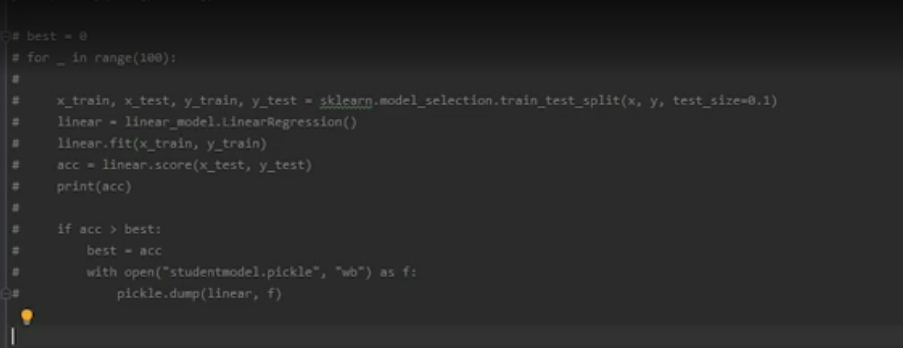 # best = 0
# for _ in range(100):
#
#     x_train, x_test, y_train, y_test = sklearn.model_selection.train_test_split(x, y, test_size=0.1)
#     linear = linear_model.LinearRegression()
#     linear.fit(x_train, y_train)
#     acc = linear.score(x_test, y_test)
#     print(acc)
#
#     if acc > best:
#         best = acc
#         with open("studentmodel.pickle", "wb") as f:
#             pickle.dump(linear, f)